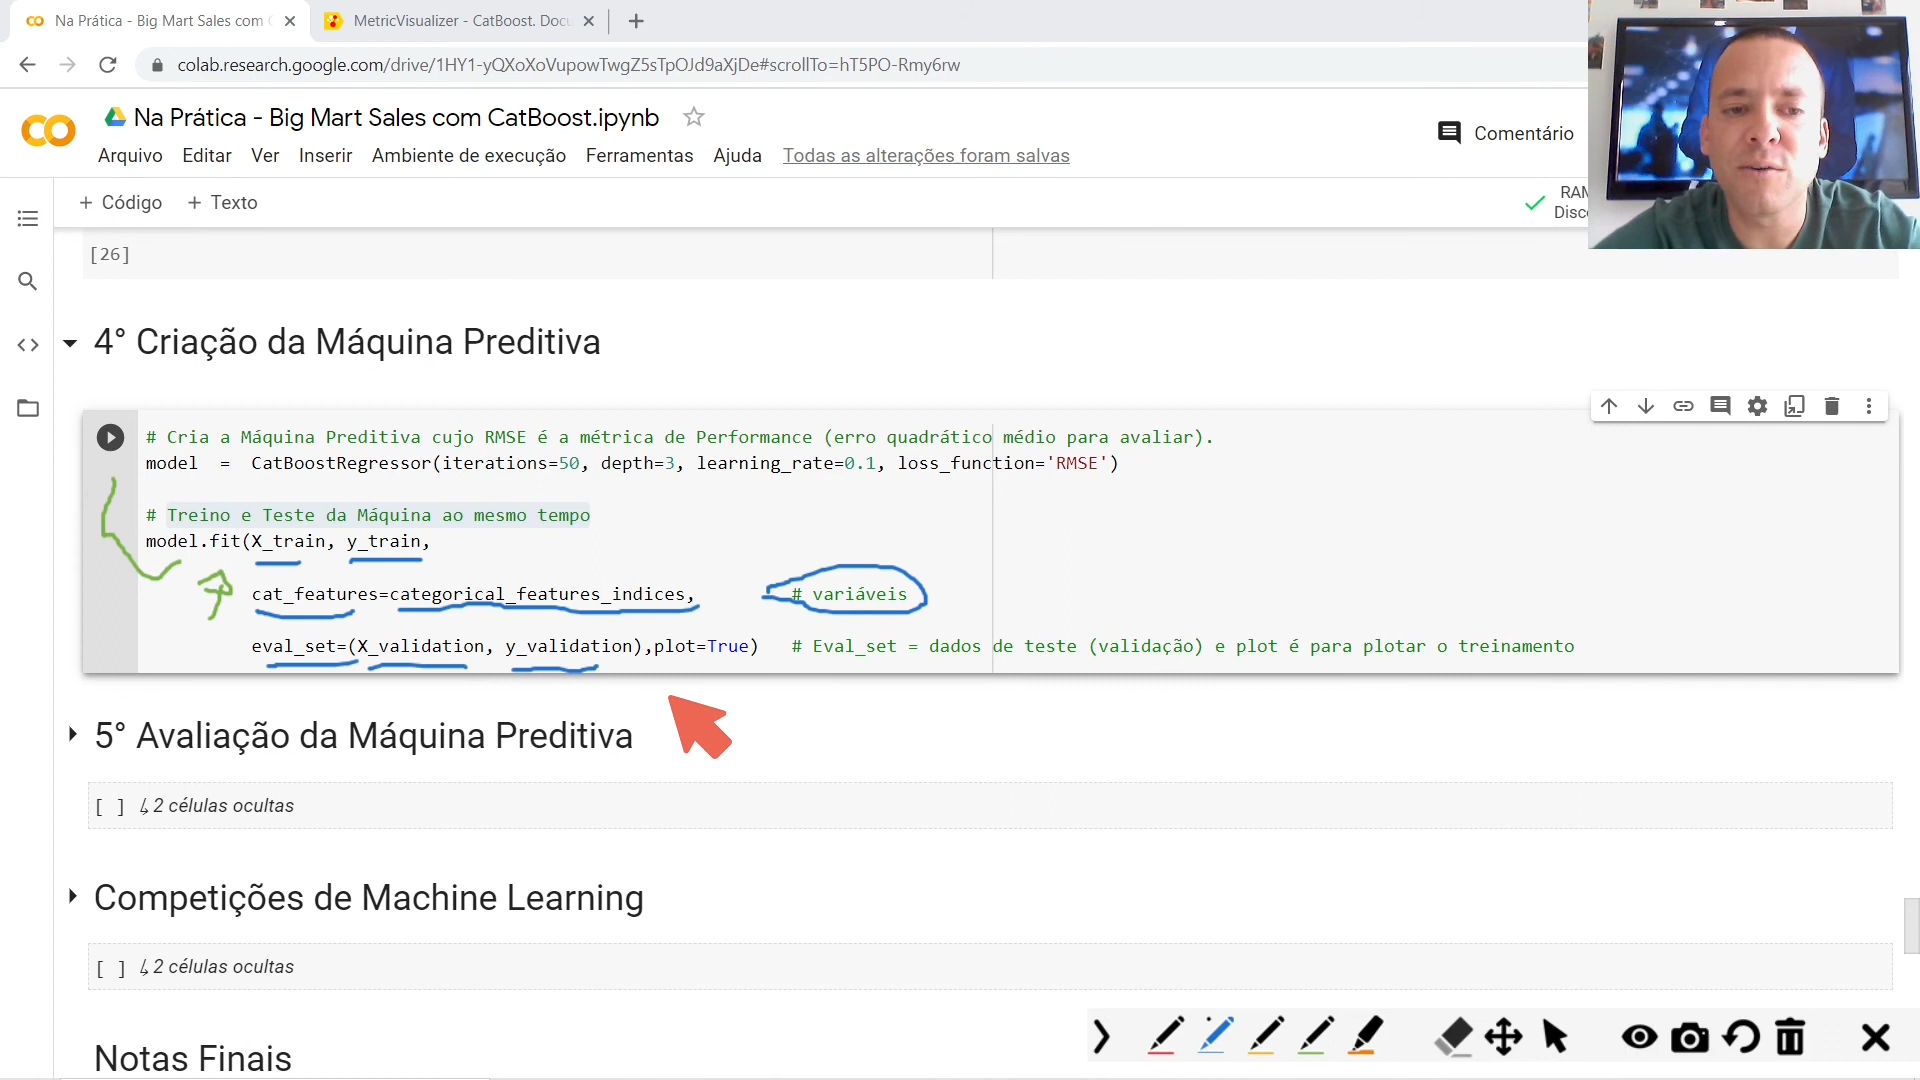 Na Prática - Big Mart Sales com C
MetricVisualizer - CatBoost. Docu
colab.research.google.com/drive/1HY1-yQXoXoVupowTwgZ5sTpOJd9aXjDe#scrollTo=hT5PO-Rmy6rw
CO
Na Prática - Big Mart Sales com CatBoost.ipynb
Comentário
Arquivo Editar Ver Inserir Ambiente de execução Ferramentas Ajuda Todas as alterações foram salvas
+ Código + Texto
RAM
Disco
[26]
4° Criação da Máquina Preditiva
# Cria a Máquina Preditiva cujo RMSE é a métrica de Performance (erro quadrático médio para avaliar).
model = CatBoostRegressor(iterations=50, depth=3, learning_rate=0.1, loss_function='RMSE')
# Treino e Teste da Máquina ao mesmo tempo
model.fit(X_train, y_train,
cat_features=categorical_features_indices, # variáveis
eval_set=(X_validation, y_validation),plot=True) # Eval_set = dados de teste (validação) e plot é para plotar o treinamento
5° Avaliação da Máquina Preditiva
[ ] ↳ 2 células ocultas
Competições de Machine Learning
[ ] ↳ 2 células ocultas
Notas Finais